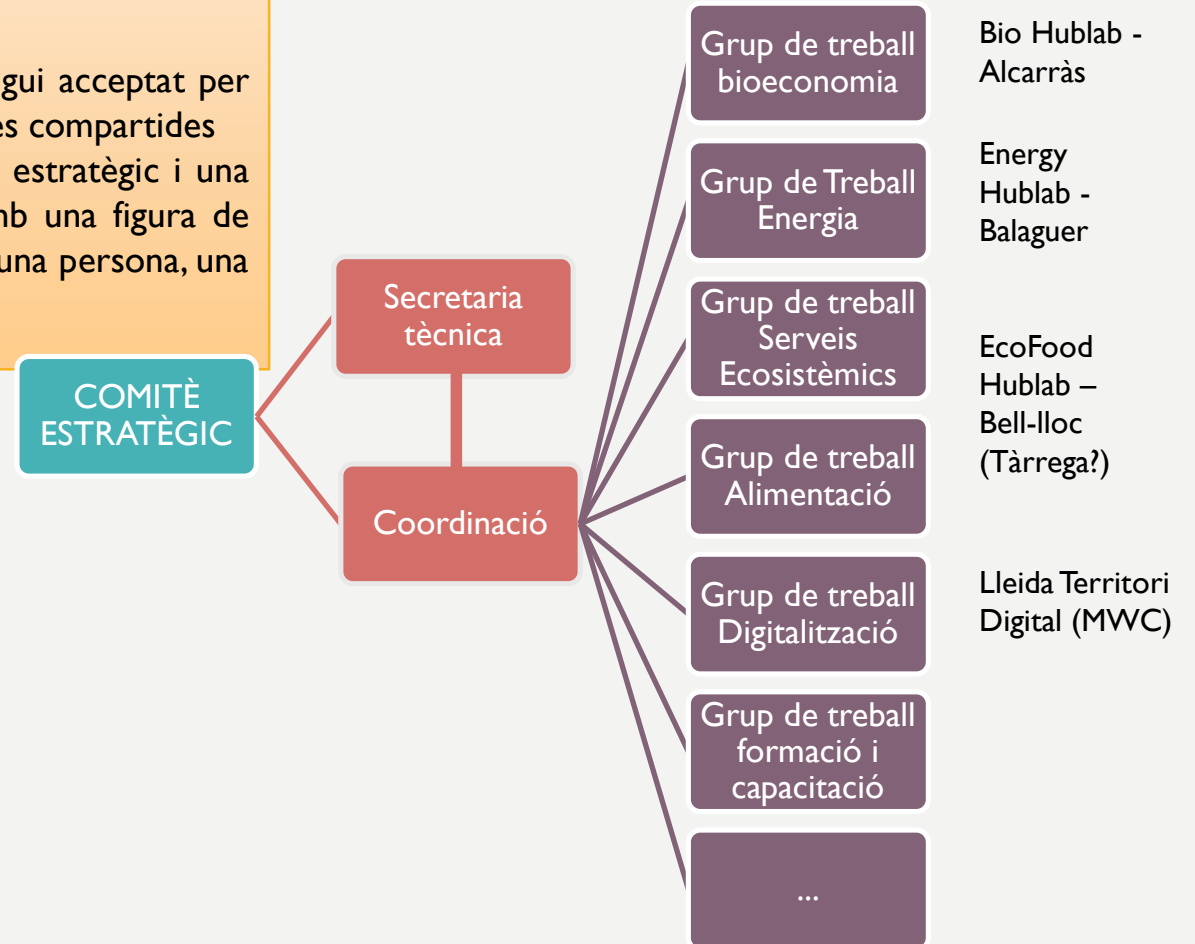 gui acceptat per
es compartides
estratègic i una
una figura de
una persona, una
COMITÈ
ESTRATÈGIC
Secretaria
tècnica
Coordinació
Grup de treball
bioeconomia
Grup de Treball
Energia
Grup de treball
Serveis
Ecosistèmics
Grup de treball
Alimentació
Grup de treball
Digitalització
Grup de treball
formació i
capacitació
...
Bio Hublab -
Alcarràs
Energy
Hublab -
Balaguer
EcoFood
Hublab –
Bell-lloc
(Tàrrega?)
Lleida Territori
Digital (MWC)